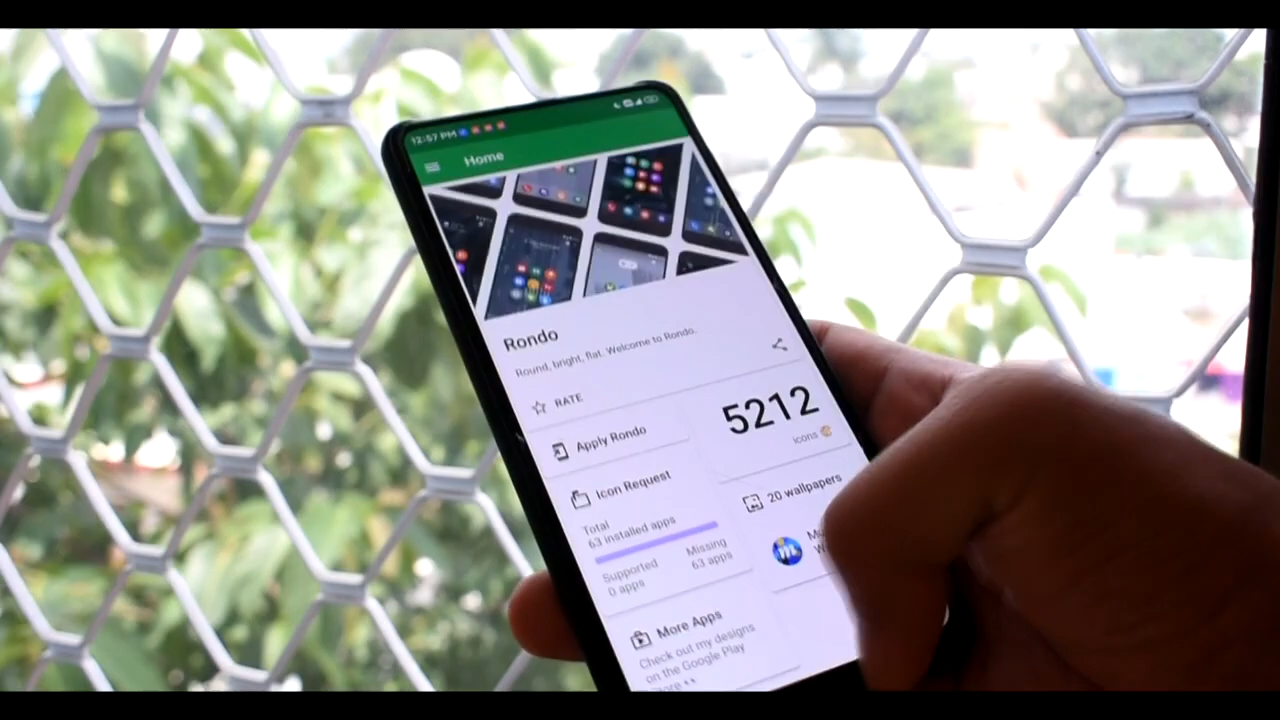 12:57 PM
Home
Rondo
Round, bright, flat. Welcome to Rondo.
RATE
Apply Rondo
5212
icons
Icon Request
Total
63 installed apps
Supported
0 apps
Missing
63 apps
20 wallpapers
More Apps
Check out my designs
on the Google Play